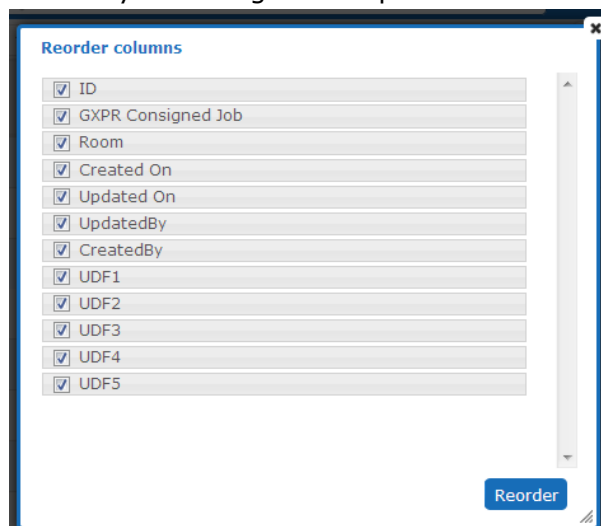 Reorder columns
ID
GXPR Consigned Job
Room
Created On
Updated On
UpdatedBy
CreatedBy
UDF1
UDF2
UDF3
UDF4
UDF5
Reorder